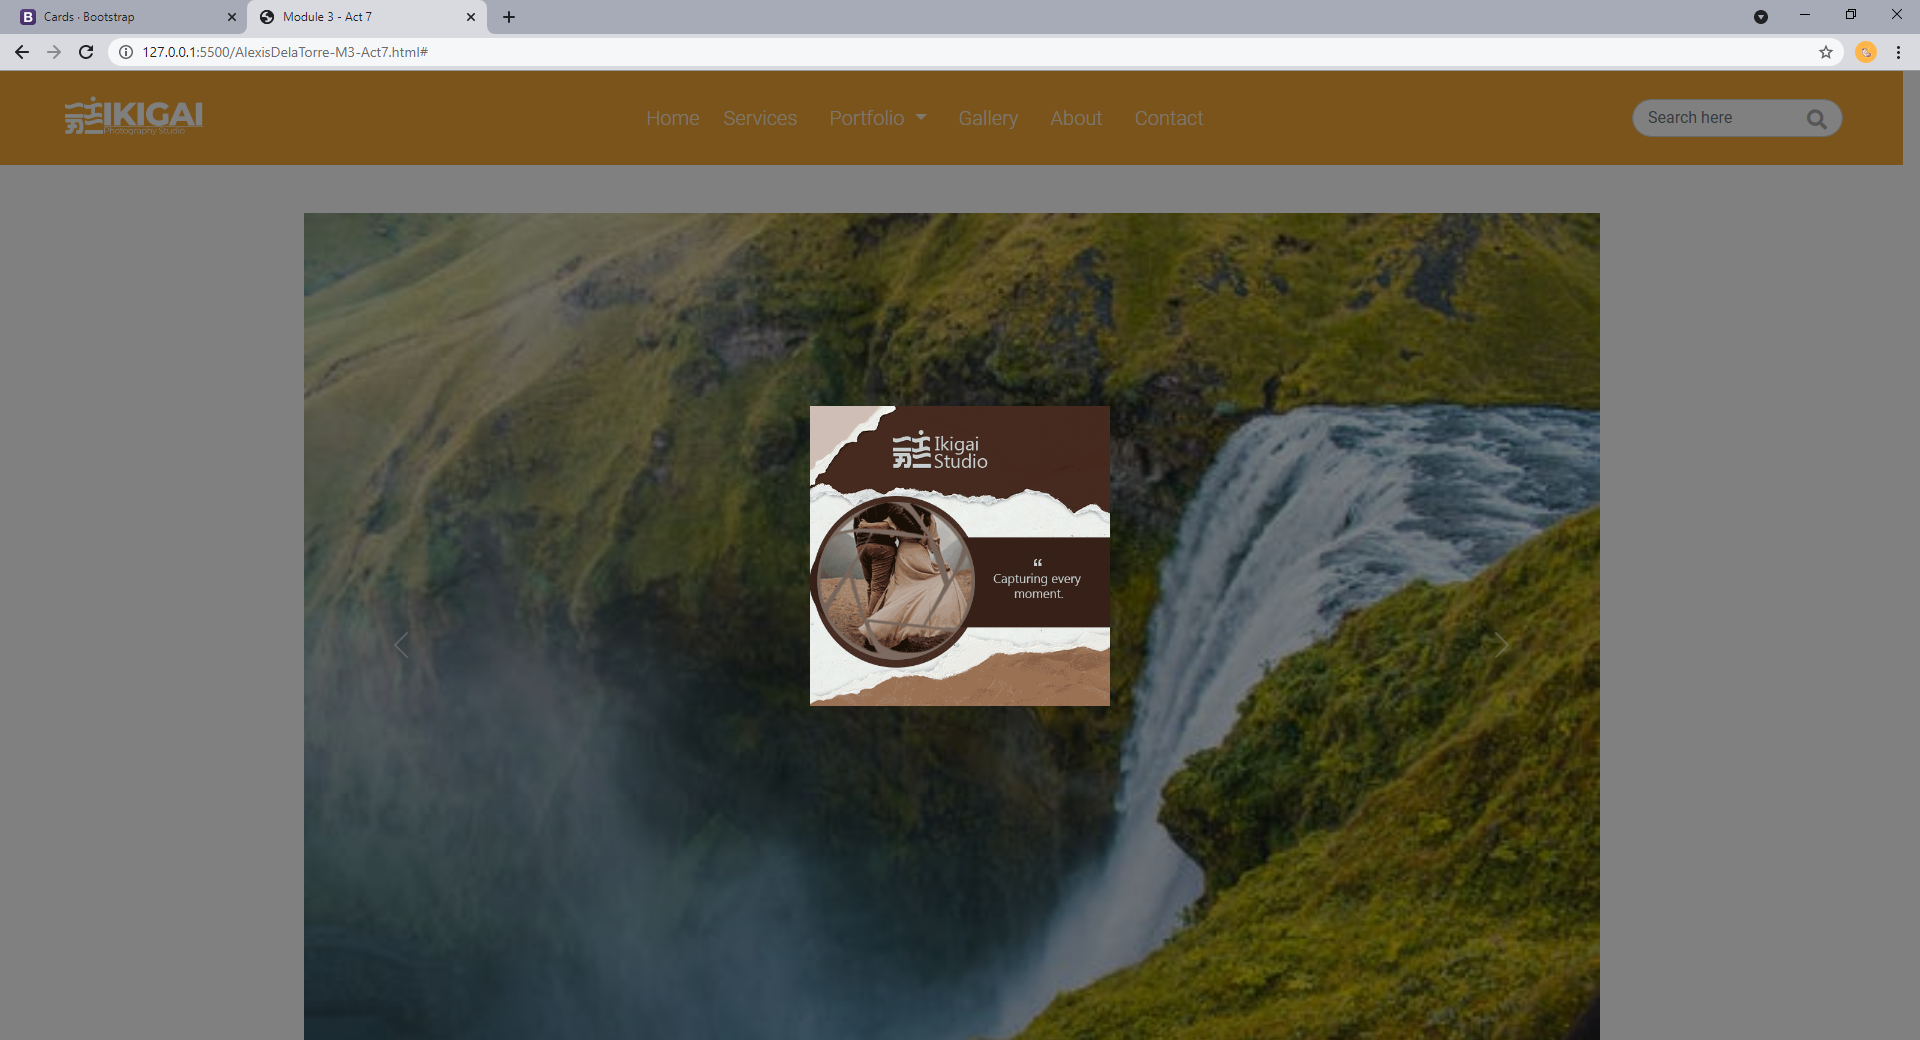 Cards · Bootstrap
Module 3 - Act 7
127.0.0.1:5500/AlexisDelaTorre-M3-Act7.html#
IKIGAI
Photography Studio
Home Services Portfolio Gallery About Contact
Search here
Ikigai
Studio
“
Capturing every
moment.